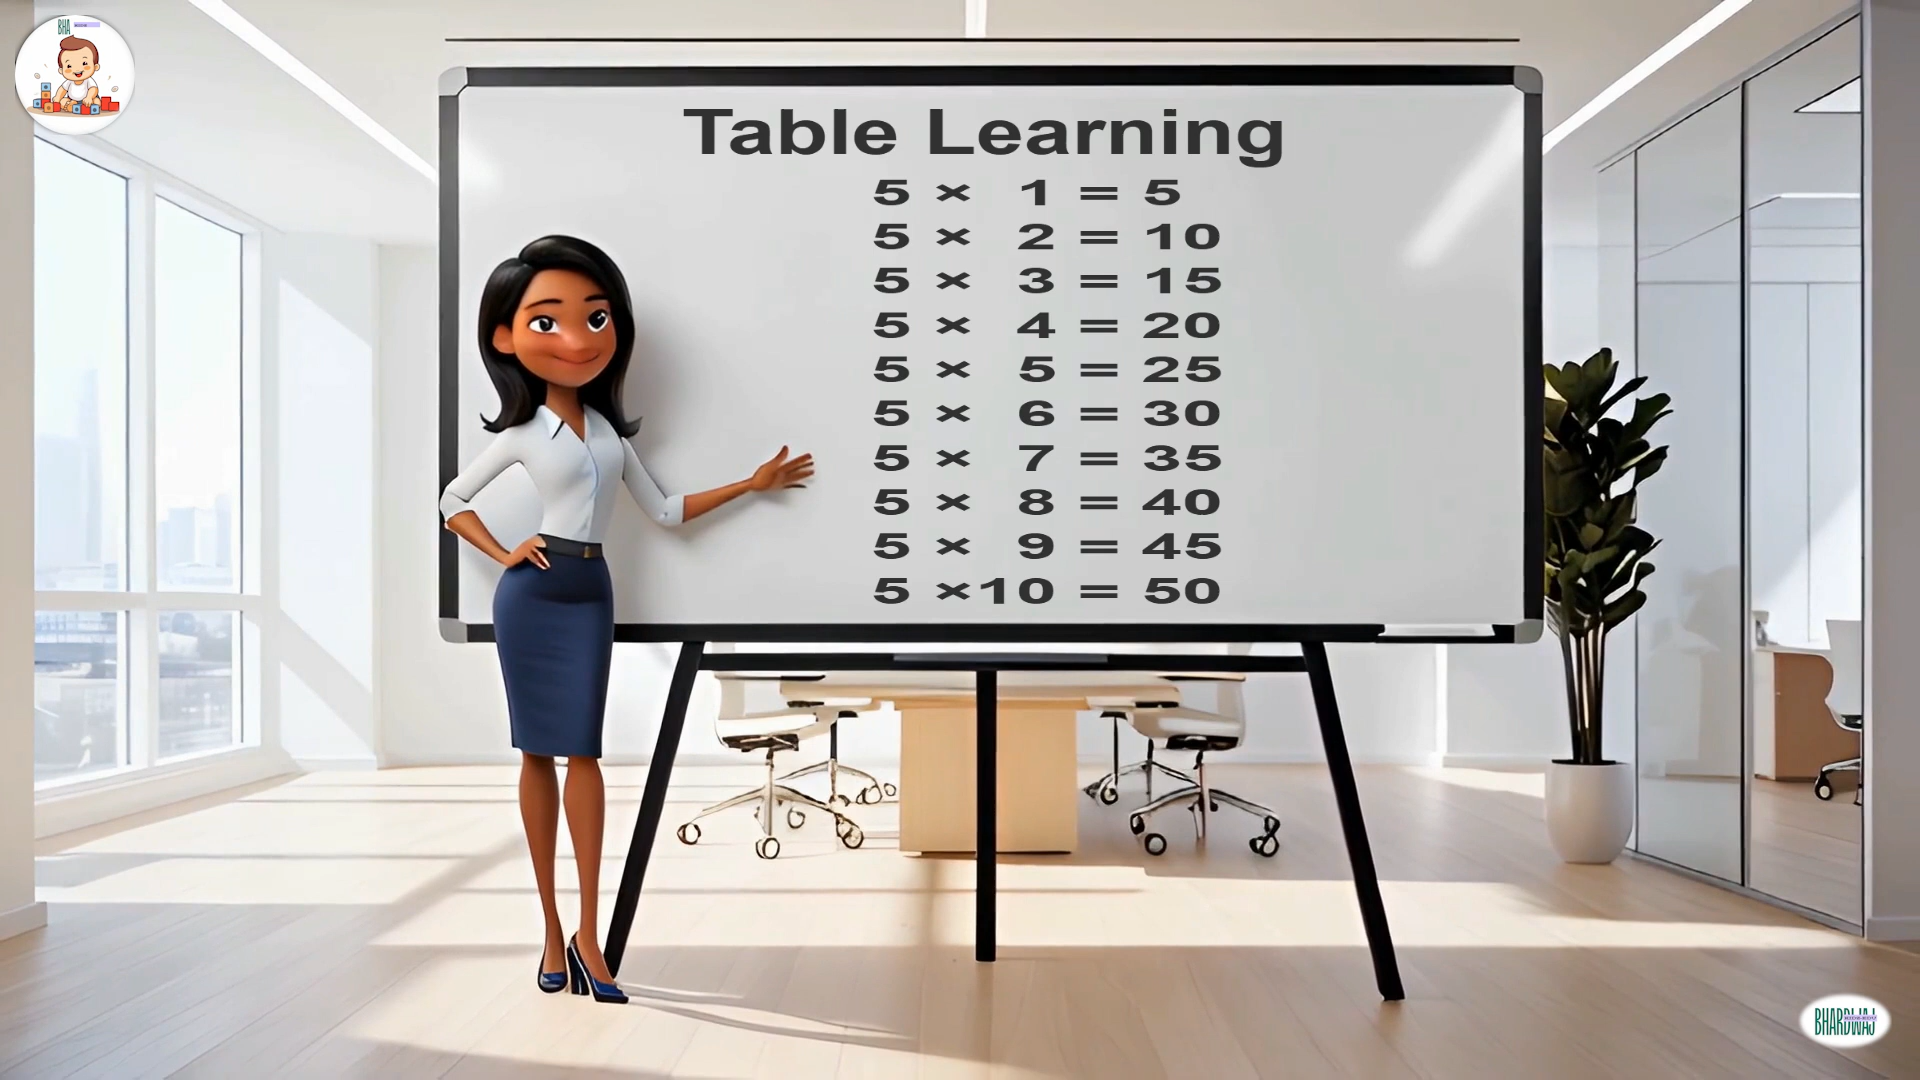 BHA
Table Learning
5 × 1 = 5
5 × 2 = 10
5 × 3 = 15
5 × 4 = 20
5 × 5 = 25
5 × 6 = 30
5 × 7 = 35
5 × 8 = 40
5 × 9 = 45
5 ×10 = 50
BHARDWAJ